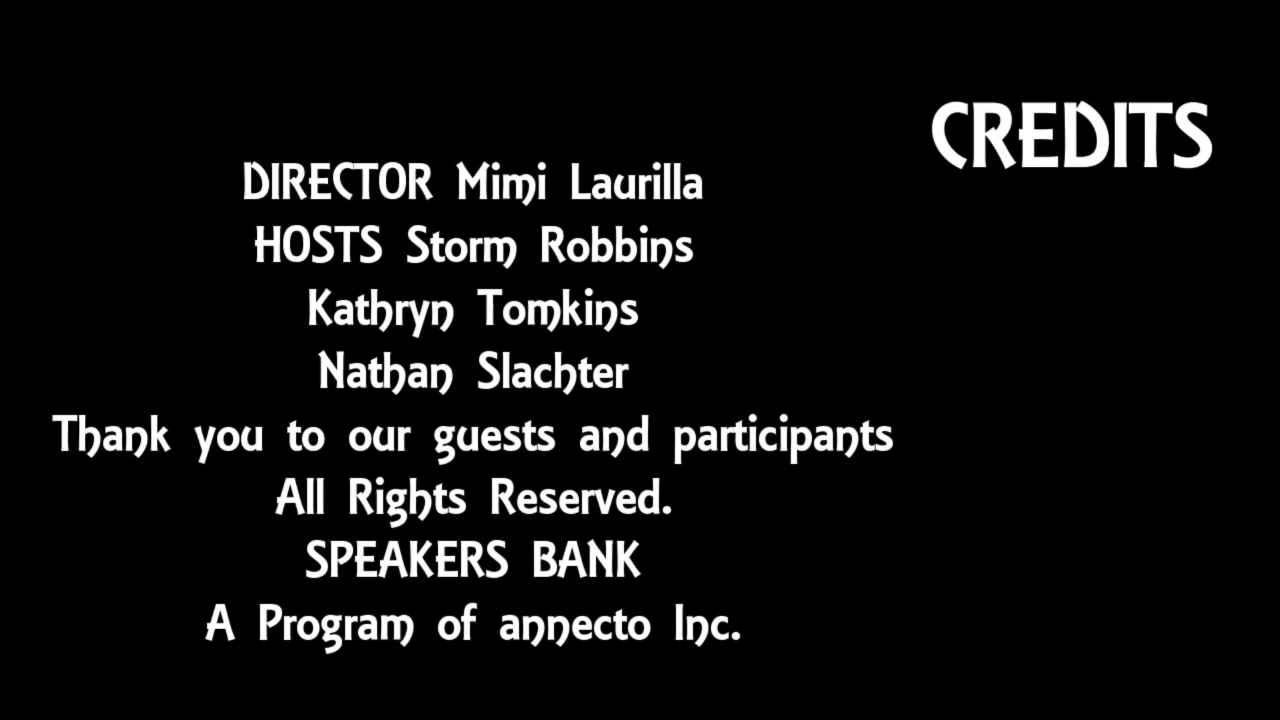 CREDITS
DIRECTOR Mimi Laurilla
HOSTS Storm Robbins
Kathryn Tomkins
Nathan Slachter
Thank you to our guests and participants
All Rights Reserved.
SPEAKERS BANK
A Program of annecto Inc.